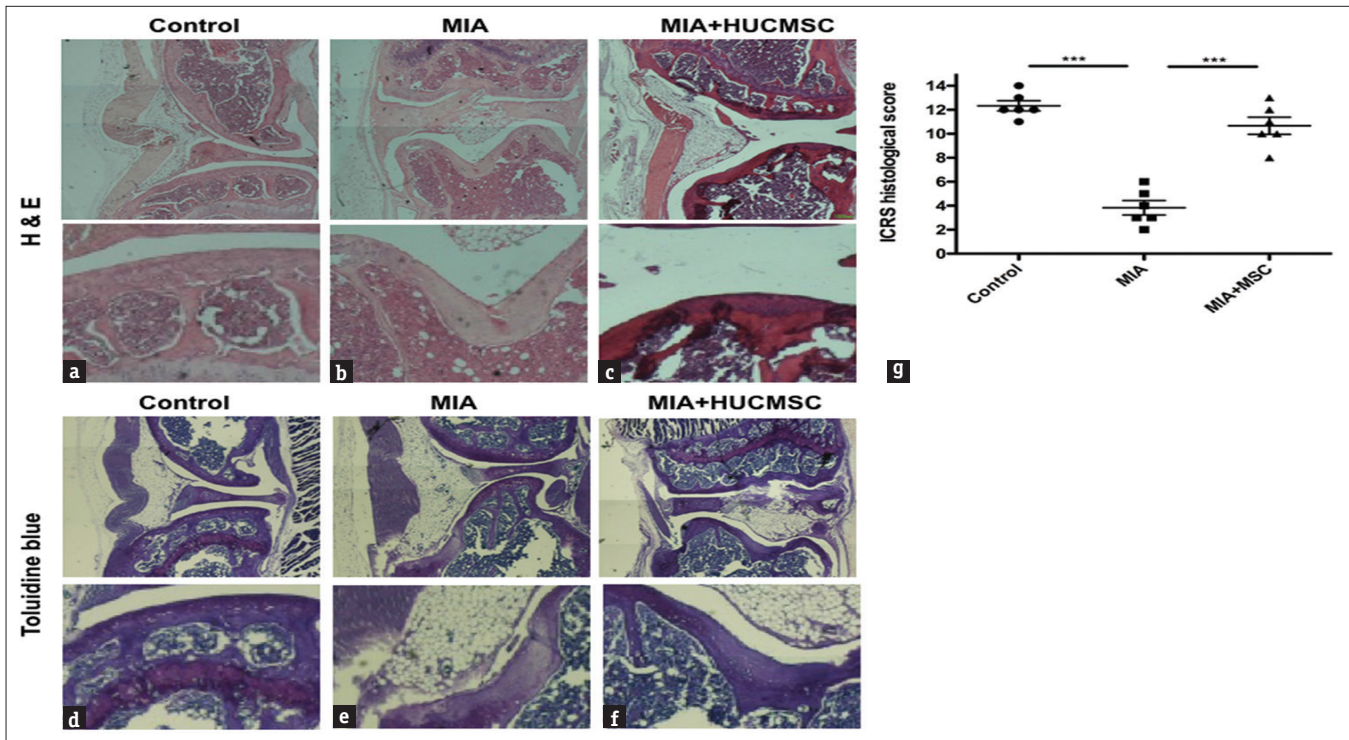 Control MIA MIA+HUCMSC
H & E
a b c
Control MIA MIA+HUCMSC
Toluidine blue
d e f
*** ***
ICRS histological score
14
12
10
8
6
4
2
0
Control MIA MIA+MSC
g